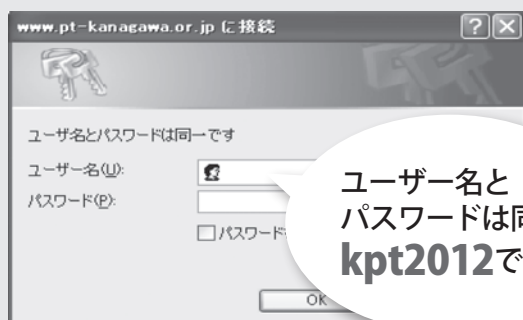 www.pt-kanagawa.or.jp に接続
ユーザ名とパスワードは同一です
ユーザー名(U):
パスワード(P):
パスワード
OK
ユーザー名と
パスワードは同
kpt2012で